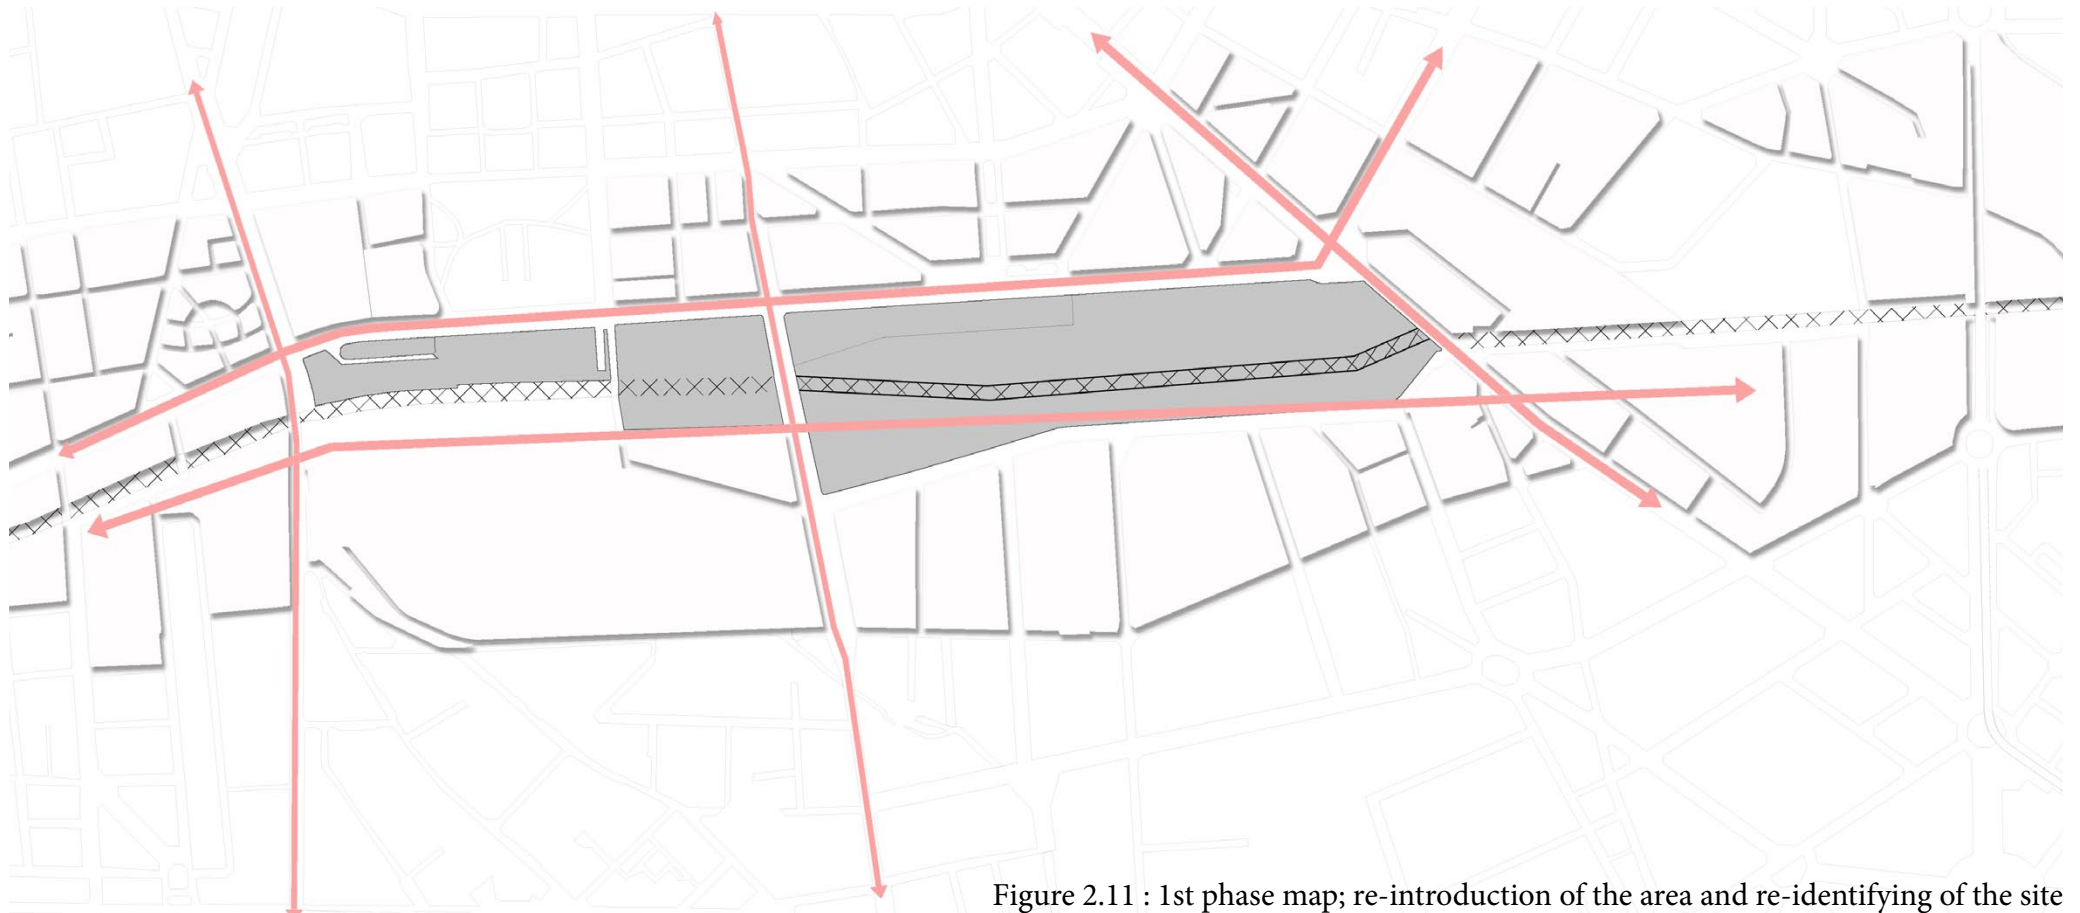 Figure 2.11 : 1st phase map; re-introduction of the area and re-identifying of the site